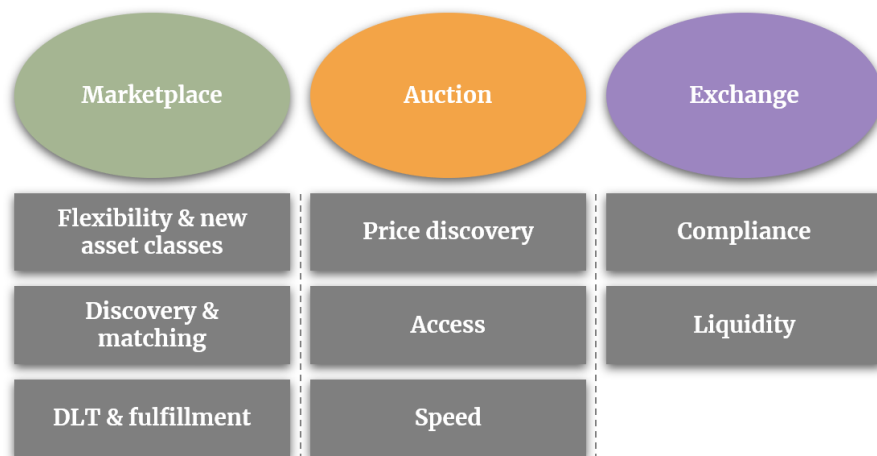 Marketplace
Auction
Exchange
Flexibility & new
asset classes
Price discovery
Compliance
Discovery &
matching
Access
Liquidity
DLT & fulfillment
Speed